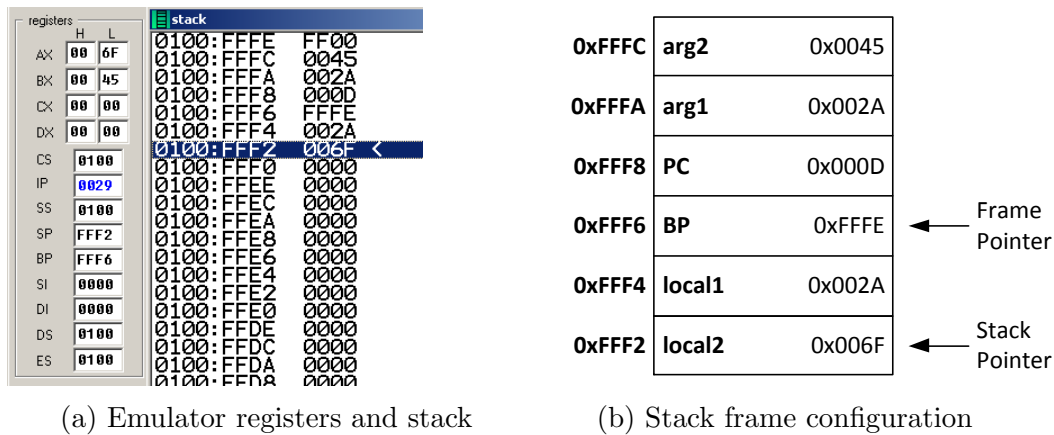 registers
H L
AX 00 6F
BX 00 45
CX 00 00
DX 00 00
CS 0100
IP 0029
SS 0100
SP FFF2
BP FFF6
SI 0000
DI 0000
DS 0100
ES 0100
stack
0100:FFFE FF00
0100:FFFC 0045
0100:FFFA 002A
0100:FFF8 000D
0100:FFF6 FFFE
0100:FFF4 002A
0100:FFF2 006F <
0100:FFF0 0000
0100:FFEE 0000
0100:FFEC 0000
0100:FFEA 0000
0100:FFE8 0000
0100:FFE6 0000
0100:FFE4 0000
0100:FFE2 0000
0100:FFE0 0000
0100:FFDE 0000
0100:FFDC 0000
0100:FFDA 0000
0100:FFD8 0000
(a) Emulator registers and stack
0xFFFC arg2 0x0045
0xFFFA arg1 0x002A
0xFFF8 PC 0x000D
0xFFF6 BP 0xFFFE
Frame
Pointer
0xFFF4 local1 0x002A
0xFFF2 local2 0x006F
Stack
Pointer
(b) Stack frame configuration